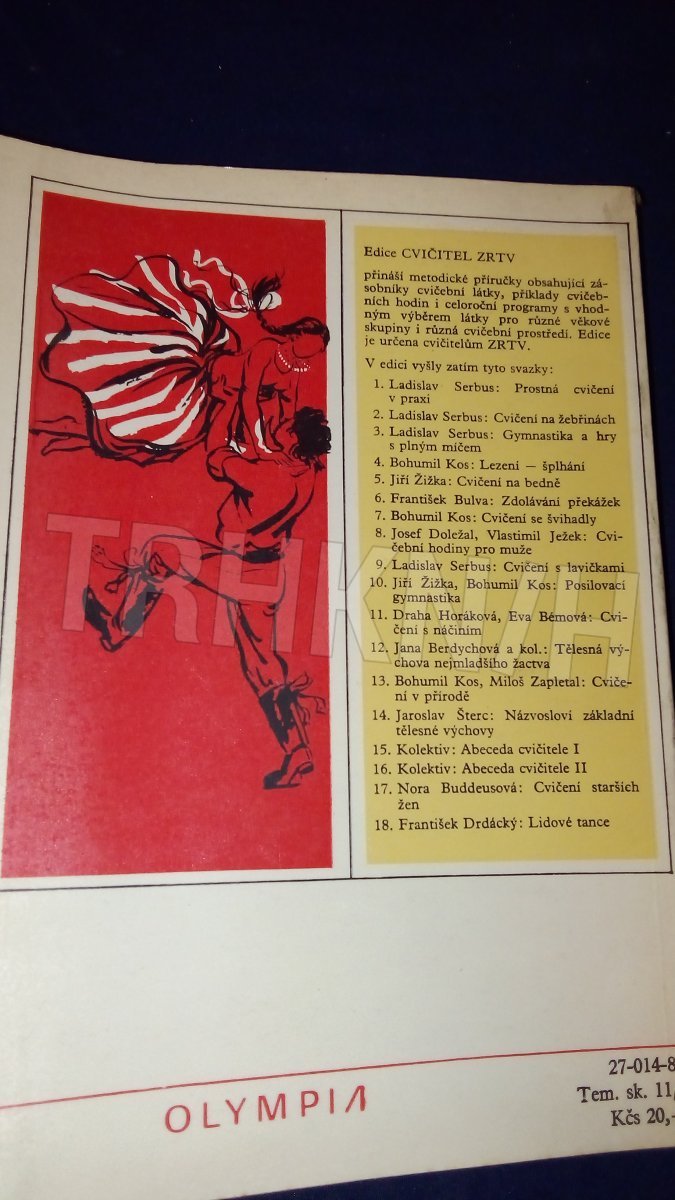 Edice CVIČITEL ZRTV
přináší metodické příručky obsahující zá-
sobníky cvičební látky, příklady cvičeb-
ních hodin i celoroční programy s vhod-
ným výběrem látky pro různé věkové
skupiny i různá cvičební prostředí. Edice
je určena cvičitelům ZRTV.
V edici vyšly zatím tyto svazky:
1. Ladislav Serbus: Prostná cvičení
v praxi
2. Ladislav Serbus: Cvičení na žebřinách
3. Ladislav Serbus: Gymnastika a hry
s plným míčem
4. Bohumil Kos: Lezení — šplhání
5. Jiří Žižka: Cvičení na bedně
6. František Bulva: Zdolávání překážek
7. Bohumil Kos: Cvičení se švihadly
8. Josef Doležal, Vlastimil Ježek: Cvi-
čební hodiny pro muže
9. Ladislav Serbus: Cvičení s lavičkami
10. Jiří Žižka, Bohumil Kos: Posilovací
gymnastika
11. Draha Horáková, Eva Bémová: Cvi-
čení s náčiním
12. Jana Berdychová a kol.: Tělesná vý-
chova nejmladšího žactva
13. Bohumil Kos, Miloš Zapletal: Cviče-
ní v přírodě
14. Jaroslav Šterc: Názvosloví základní
tělesné výchovy
15. Kolektiv: Abeceda cvičitele I
16. Kolektiv: Abeceda cvičitele II
17. Nora Buddeusová: Cvičení starších
žen
18. František Drdácký: Lidové tance
TRHKNIH
OLYMPIA
27-014-8
Tem. sk. 11,
Kčs 20,-